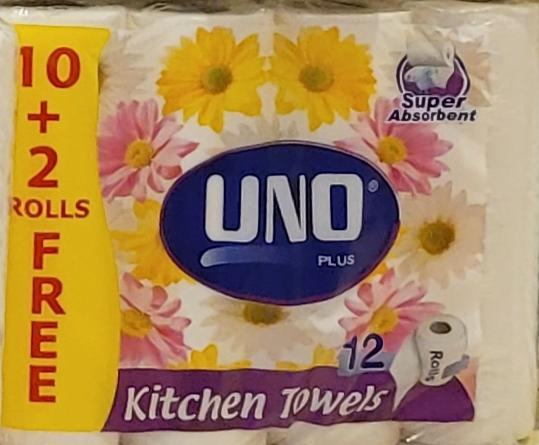 10
+
2
ROLLS
FREE
Super
Absorbent
UNO®
PLUS
12
Rolls
Kitchen Towels